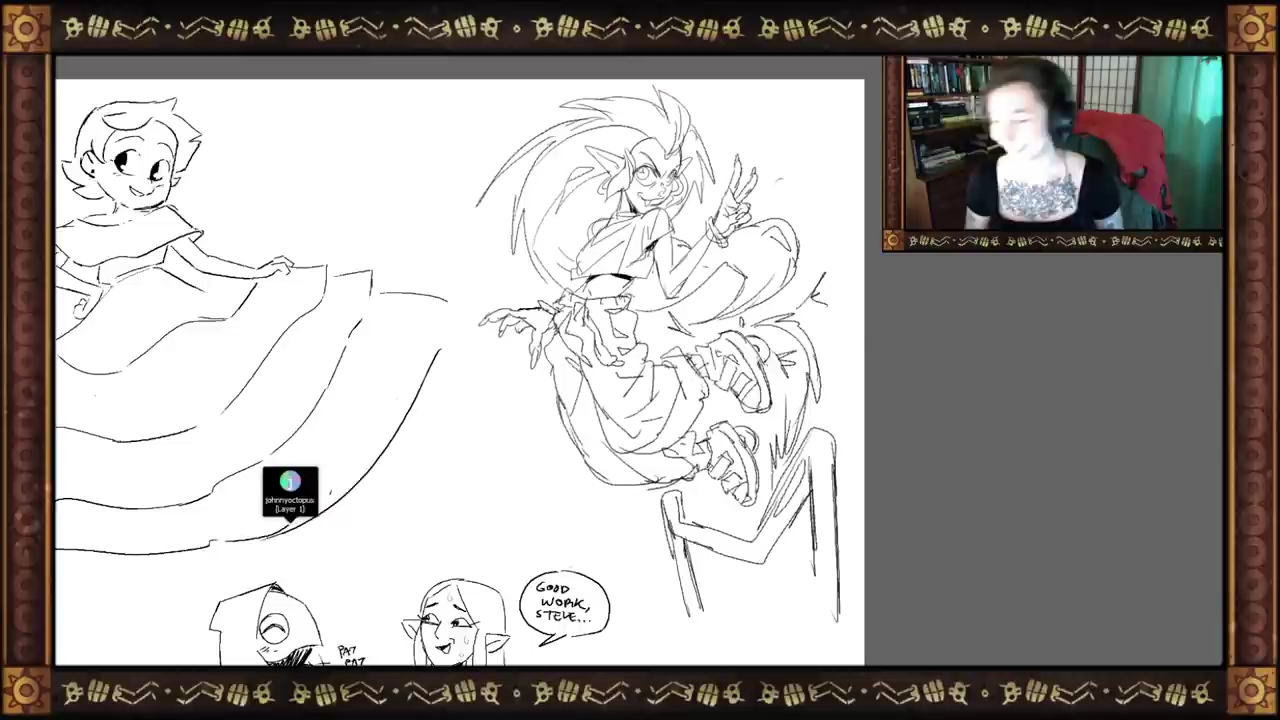 johnnyoctopus
[Layer 1]
GOOD
WORK,
STEVE...
PAT
PAT